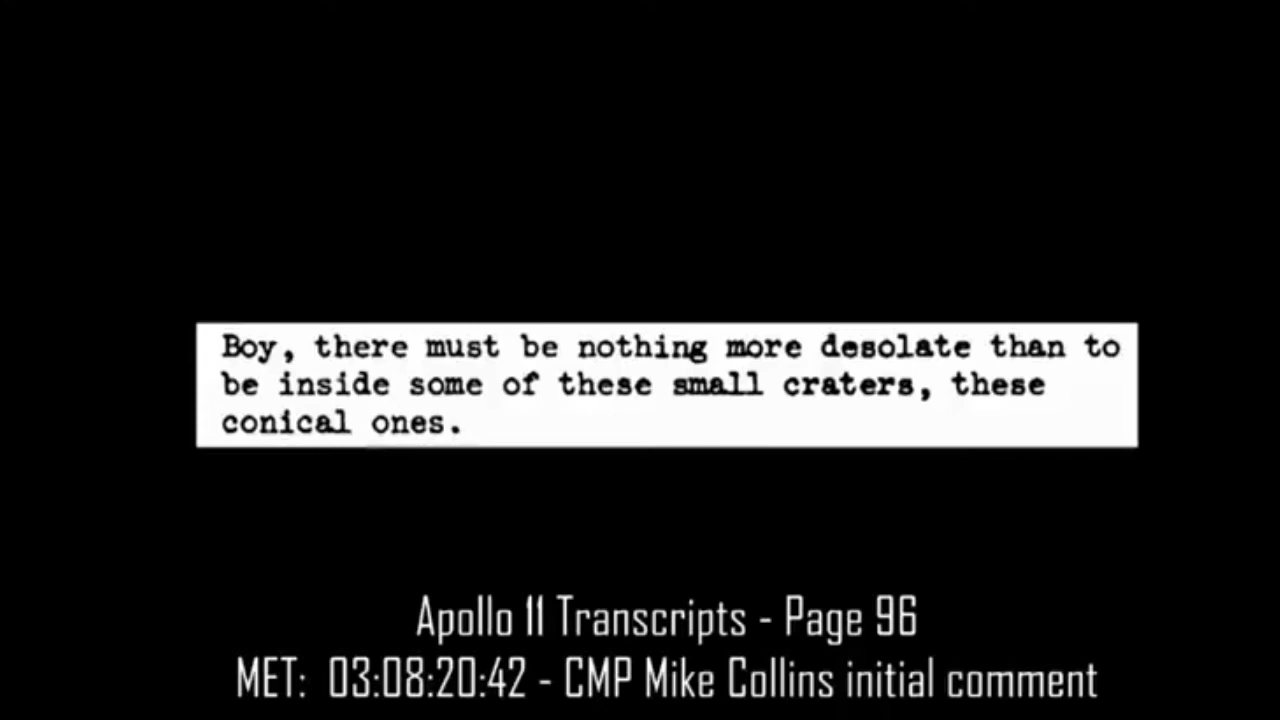 Boy, there must be nothing more desolate than to
be inside some of these small craters, these
conical ones.
Apollo 11 Transcripts - Page 96
MET: 03:08:20:42 - CMP Mike Collins initial comment